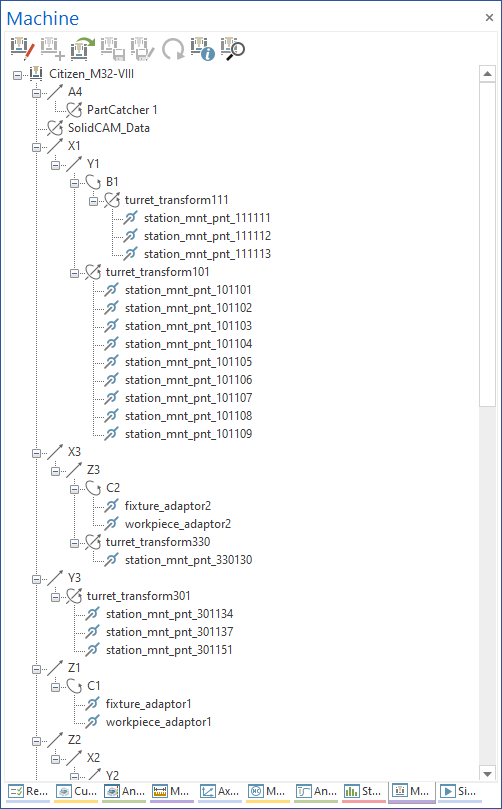 Machine
Citizen_M32-VIII
A4
PartCatcher 1
SolidCAM_Data
X1
Y1
B1
turret_transform111
station_mnt_pnt_111111
station_mnt_pnt_111112
station_mnt_pnt_111113
turret_transform101
station_mnt_pnt_101101
station_mnt_pnt_101102
station_mnt_pnt_101103
station_mnt_pnt_101104
station_mnt_pnt_101105
station_mnt_pnt_101106
station_mnt_pnt_101107
station_mnt_pnt_101108
station_mnt_pnt_101109
X3
Z3
C2
fixture_adaptor2
workpiece_adaptor2
turret_transform330
station_mnt_pnt_330130
Y3
turret_transform301
station_mnt_pnt_301134
station_mnt_pnt_301137
station_mnt_pnt_301151
Z1
C1
fixture_adaptor1
workpiece_adaptor1
Z2
X2
Y2
Re... Cu... An... M... Ax... M... An... St... M... Si...